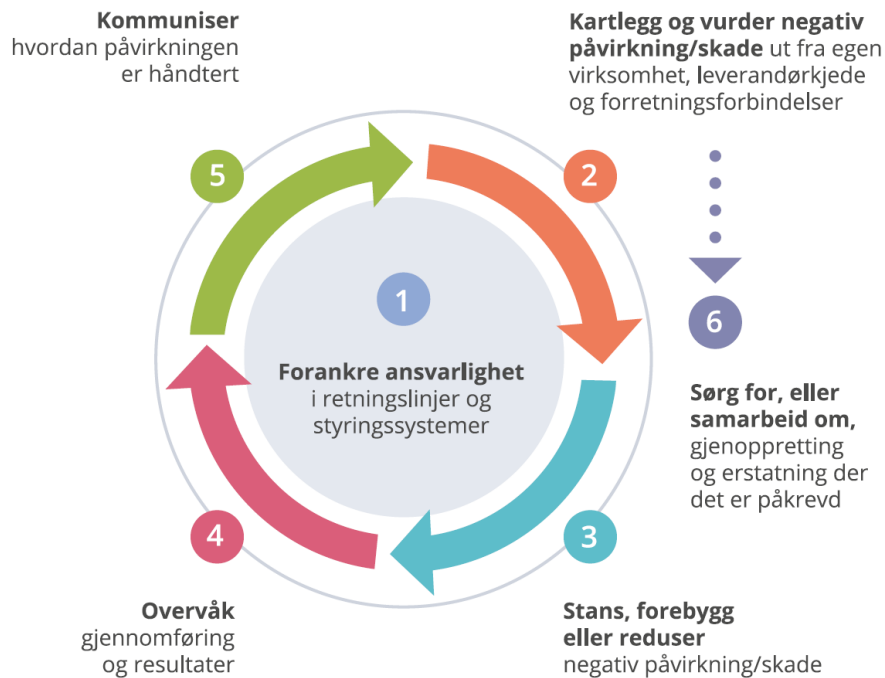 Kommuniser
hvordan påvirkningen
er håndtert
Kartlegg og vurder negativ
påvirkning/skade ut fra egen
virksomhet, leverandørkjede
og forretningsforbindelser
5
2
1
6
Forankre ansvarlighet
i retningslinjer og
styringssystemer
Sørg for, eller
samarbeid om,
gjenoppretting
og erstatning der
det er påkrevd
4
3
Overvåk
gjennomføring
og resultater
Stans, forebygg
eller reduser
negativ påvirkning/skade